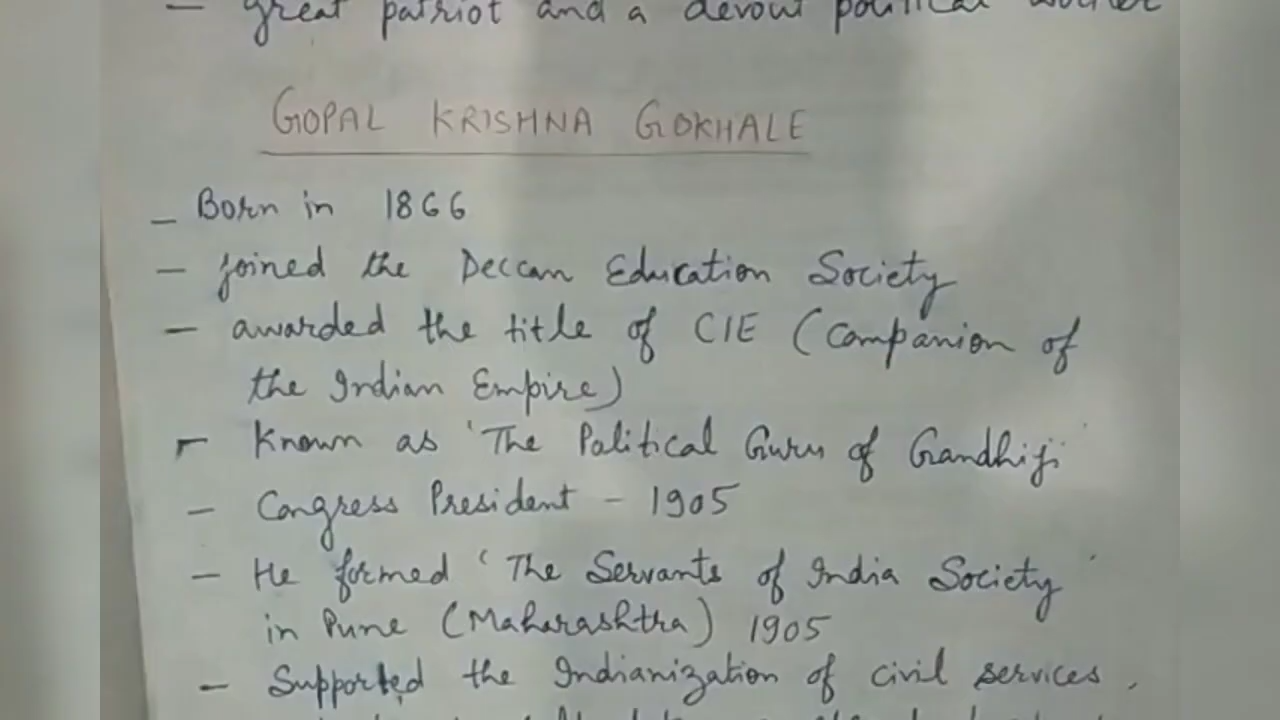 – great patriot and a devout political worker
GOPAL KRISHNA GOKHALE
– Born in 1866
– joined the Deccan Education Society
– awarded the title of CIE (Companion of
the Indian Empire)
– Known as 'The Political Guru of Gandhiji'
– Congress President – 1905
– He formed 'The Servants of India Society'
in Pune (Maharashtra) 1905
– Supported the Indianization of civil services.